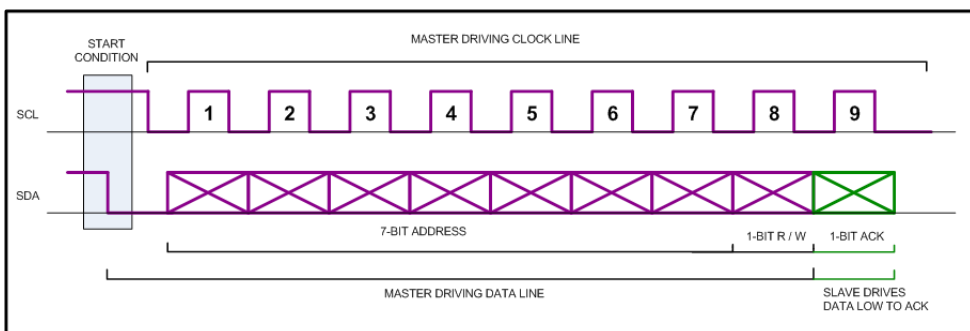 START
CONDITION
MASTER DRIVING CLOCK LINE
SCL
1 2 3 4 5 6 7 8 9
SDA
7-BIT ADDRESS
1-BIT R / W
1-BIT ACK
MASTER DRIVING DATA LINE
SLAVE DRIVES
DATA LOW TO ACK